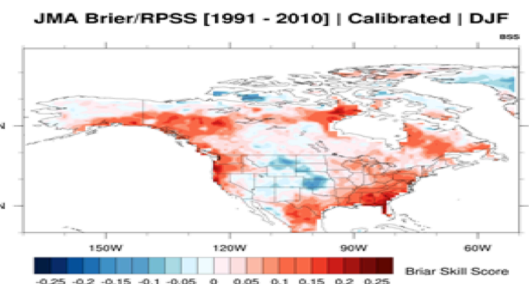 JMA Brier/RPSS [1991 - 2010] | Calibrated | DJF
BSS
N
N
150W 120W 90W 60W
-0.25 -0.2 -0.15 -0.1 -0.05 0 0.05 0.1 0.15 0.2 0.25
Briar Skill Score